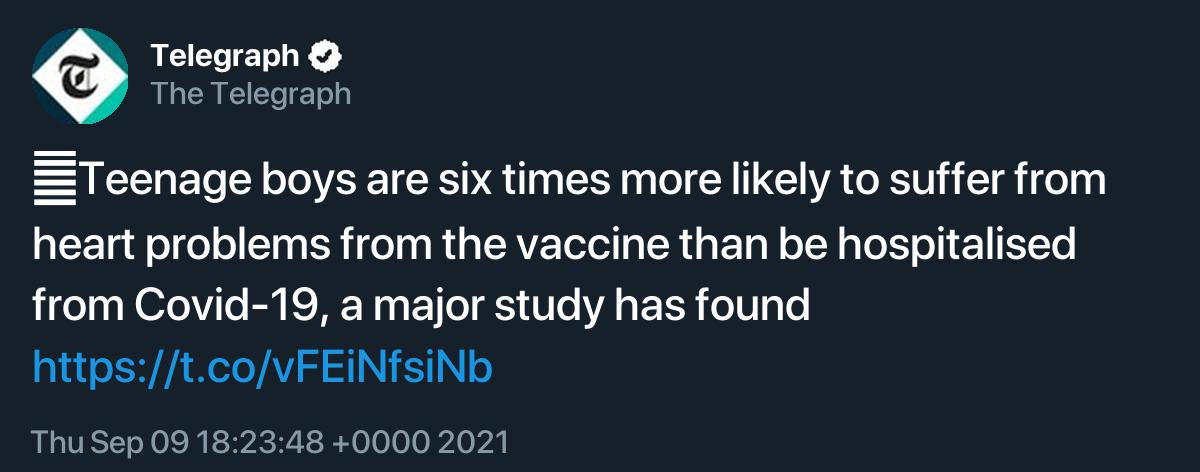 Telegraph
The Telegraph
Teenage boys are six times more likely to suffer from
heart problems from the vaccine than be hospitalised
from Covid-19, a major study has found
https://t.co/vFEiNfsiNb
Thu Sep 09 18:23:48 +0000 2021